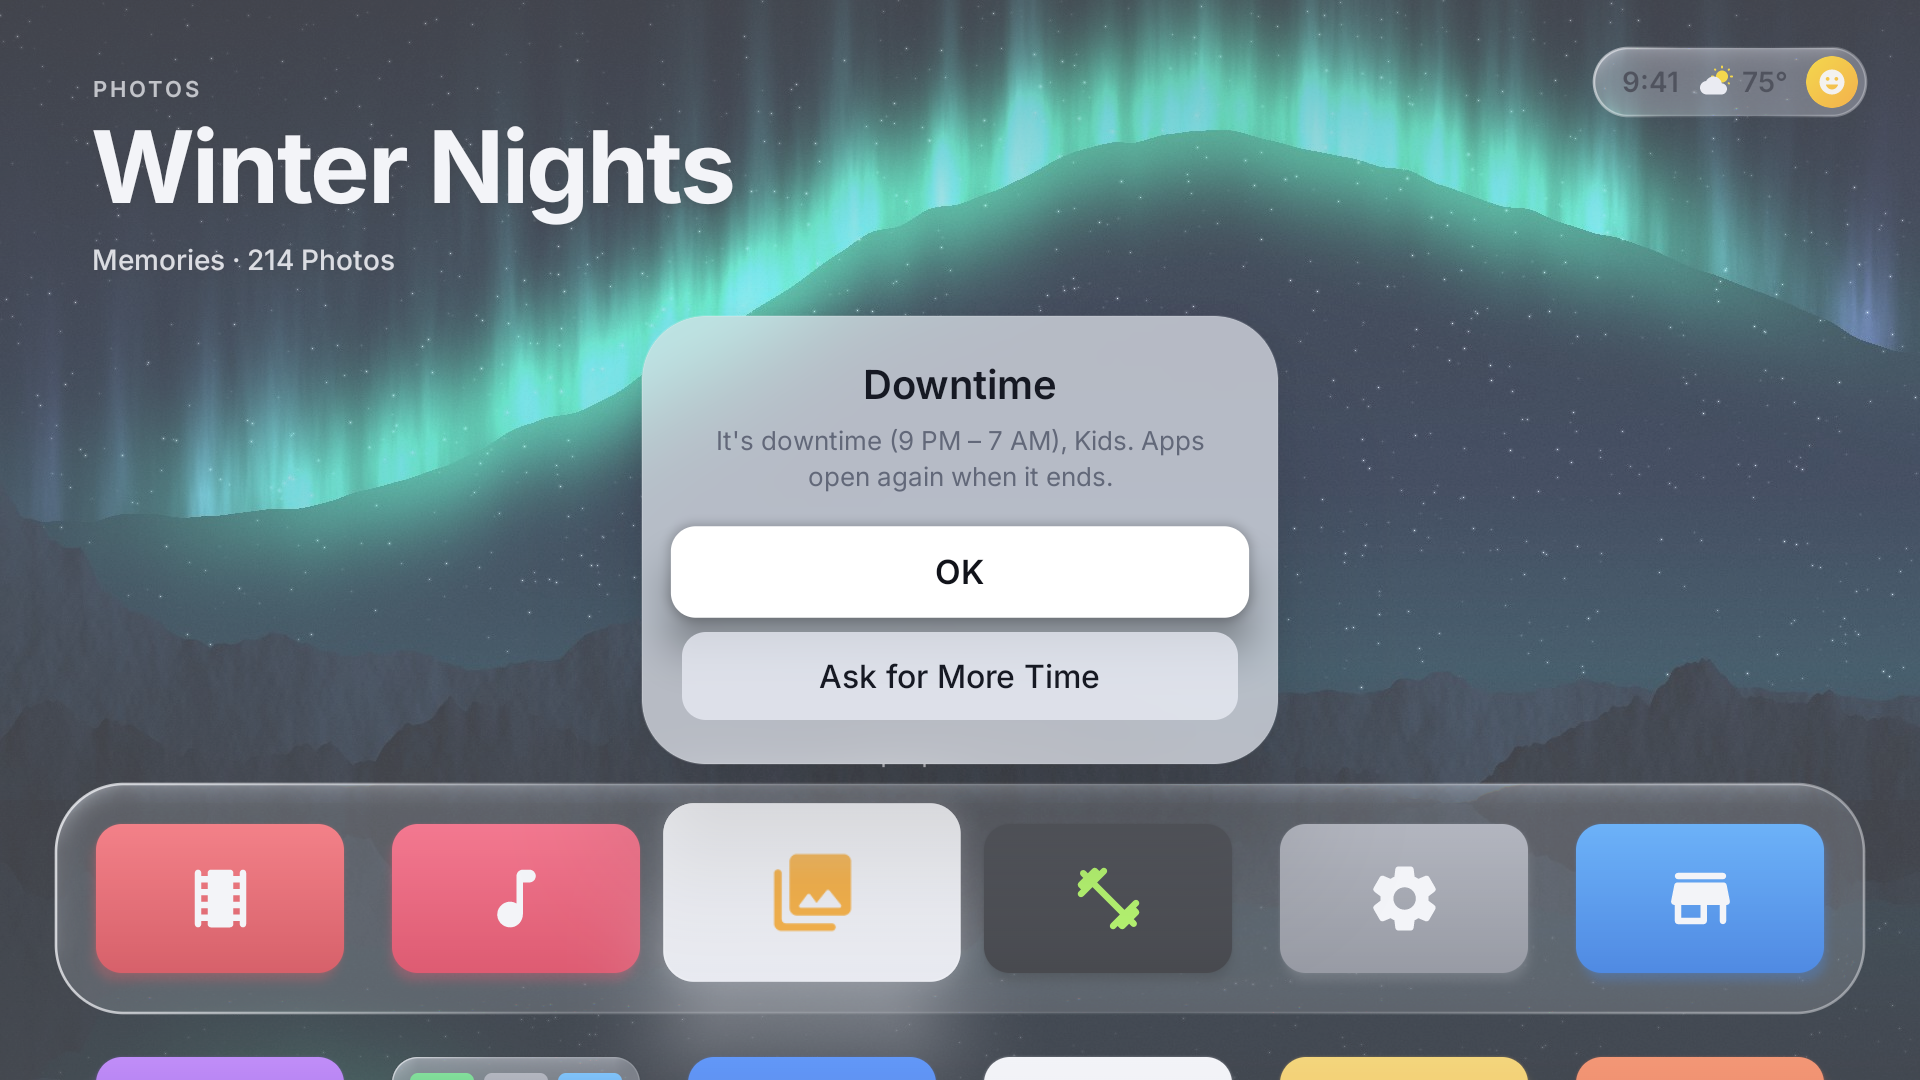 PHOTOS
Winter Nights
Memories · 214 Photos
9:41
75°
Downtime
It's downtime (9 PM – 7 AM), Kids. Apps
open again when it ends.
OK
Ask for More Time